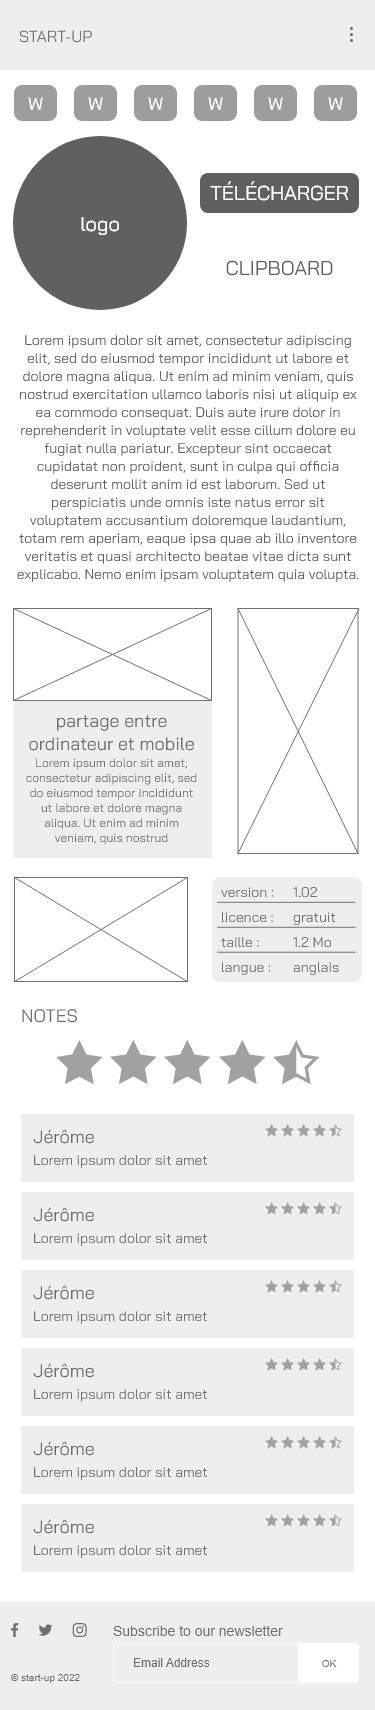 START-UP
W W W W W W
logo
TÉLÉCHARGER
CLIPBOARD
Lorem ipsum dolor sit amet, consectetur adipiscing
elit, sed do eiusmod tempor incididunt ut labore et
dolore magna aliqua. Ut enim ad minim veniam, quis
nostrud exercitation ullamco laboris nisi ut aliquip ex
ea commodo consequat. Duis aute irure dolor in
reprehenderit in voluptate velit esse cillum dolore eu
fugiat nulla pariatur. Excepteur sint occaecat
cupidatat non proident, sunt in culpa qui officia
deserunt mollit anim id est laborum. Sed ut
perspiciatis unde omnis iste natus error sit
voluptatem accusantium doloremque laudantium,
totam rem aperiam, eaque ipsa quae ab illo inventore
veritatis et quasi architecto beatae vitae dicta sunt
explicabo. Nemo enim ipsam voluptatem quia volupta.
partage entre
ordinateur et mobile
Lorem ipsum dolor sit amet,
consectetur adipiscing elit, sed
do eiusmod tempor incididunt
ut labore et dolore magna
aliqua. Ut enim ad minim
veniam, quis nostrud
version : 1.02
licence : gratuit
taille : 1.2 Mo
langue : anglais
NOTES
Jérôme
Lorem ipsum dolor sit amet
Jérôme
Lorem ipsum dolor sit amet
Jérôme
Lorem ipsum dolor sit amet
Jérôme
Lorem ipsum dolor sit amet
Jérôme
Lorem ipsum dolor sit amet
Jérôme
Lorem ipsum dolor sit amet
Subscribe to our newsletter
Email Address OK
© start-up 2022